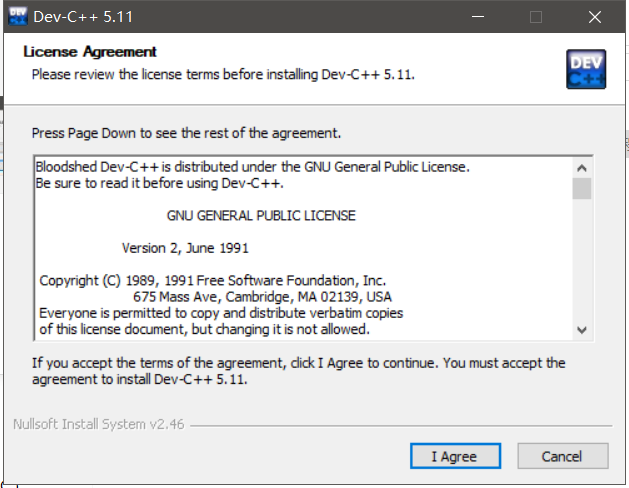 Dev-C++ 5.11
License Agreement
Please review the license terms before installing Dev-C++ 5.11.
DEV
C++
Press Page Down to see the rest of the agreement.
Bloodshed Dev-C++ is distributed under the GNU General Public License.
Be sure to read it before using Dev-C++.
GNU GENERAL PUBLIC LICENSE
Version 2, June 1991
Copyright (C) 1989, 1991 Free Software Foundation, Inc.
675 Mass Ave, Cambridge, MA 02139, USA
Everyone is permitted to copy and distribute verbatim copies
of this license document, but changing it is not allowed.
If you accept the terms of the agreement, click I Agree to continue. You must accept the
agreement to install Dev-C++ 5.11.
Nullsoft Install System v2.46
I Agree
Cancel